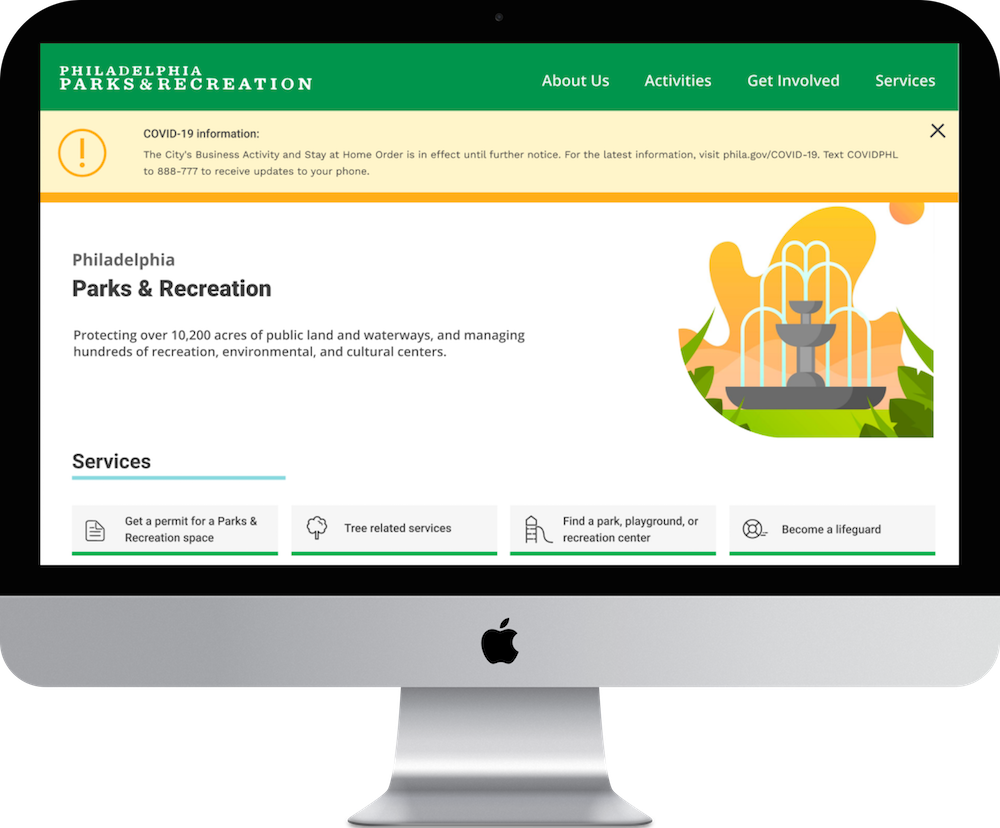 PHILADELPHIA
PARKS & RECREATION
About Us
Activities
Get Involved
Services
COVID-19 information:
The City's Business Activity and Stay at Home Order is in effect until further notice. For the latest information, visit phila.gov/COVID-19. Text COVIDPHL
to 888-777 to receive updates to your phone.
Philadelphia
Parks & Recreation
Protecting over 10,200 acres of public land and waterways, and managing
hundreds of recreation, environmental, and cultural centers.
Services
Get a permit for a Parks &
Recreation space
Tree related services
Find a park, playground, or
recreation center
Become a lifeguard